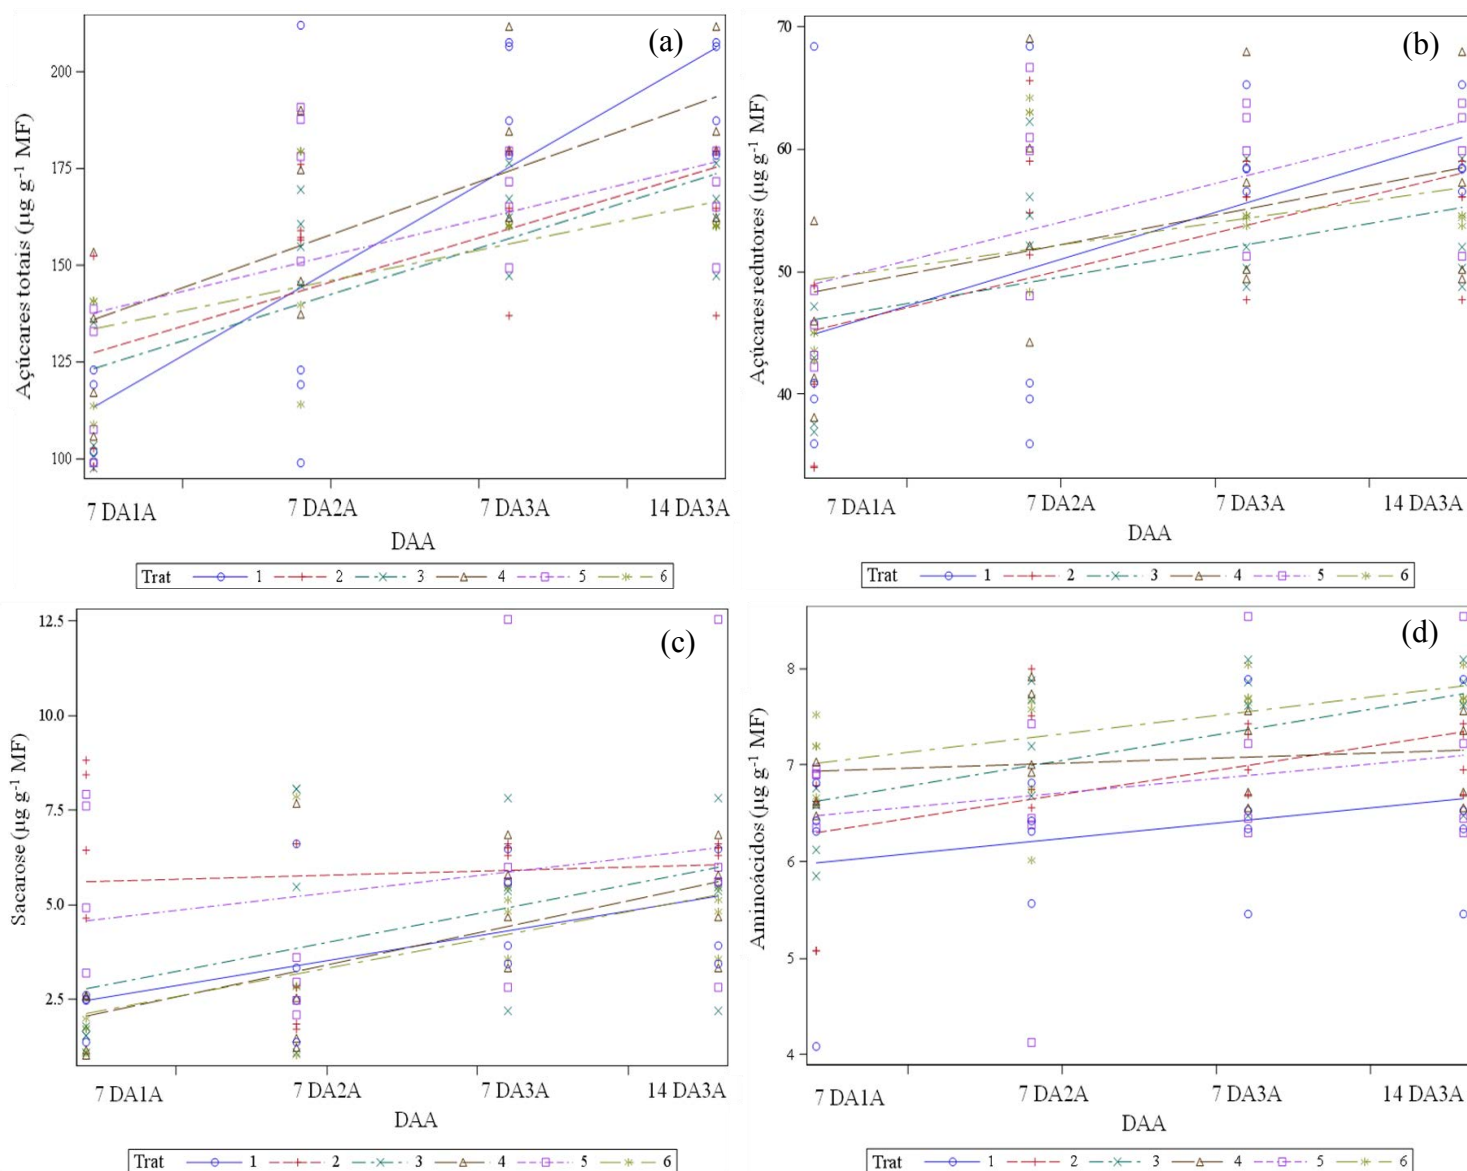 (a)
Açúcares totais (µg g⁻¹ MF)
200
175
150
125
100
7 DA1A 7 DA2A 7 DA3A 14 DA3A
DAA
Trat 1 2 3 4 5 6
(b)
Açúcares redutores (µg g⁻¹ MF)
70
60
50
40
7 DA1A 7 DA2A 7 DA3A 14 DA3A
DAA
Trat 1 2 3 4 5 6
(c)
Sacarose (µg g⁻¹ MF)
12.5
10.0
7.5
5.0
2.5
7 DA1A 7 DA2A 7 DA3A 14 DA3A
DAA
Trat 1 2 3 4 5 6
(d)
Aminoácidos (µg g⁻¹ MF)
8
7
6
5
4
7 DA1A 7 DA2A 7 DA3A 14 DA3A
DAA
Trat 1 2 3 4 5 6